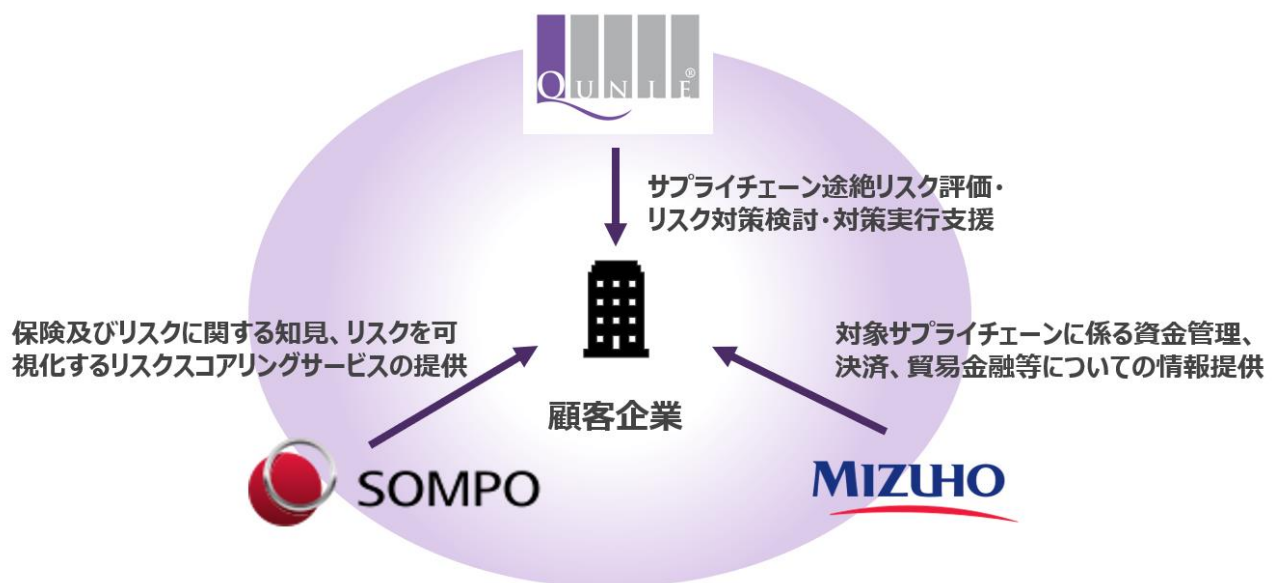 QUNIE®
サプライチェーン途絶リスク評価・
リスク対策検討・対策実行支援
保険及びリスクに関する知見、リスクを可
視化するリスクスコアリングサービスの提供
対象サプライチェーンに係る資金管理、
決済、貿易金融等についての情報提供
顧客企業
SOMPO
MIZUHO